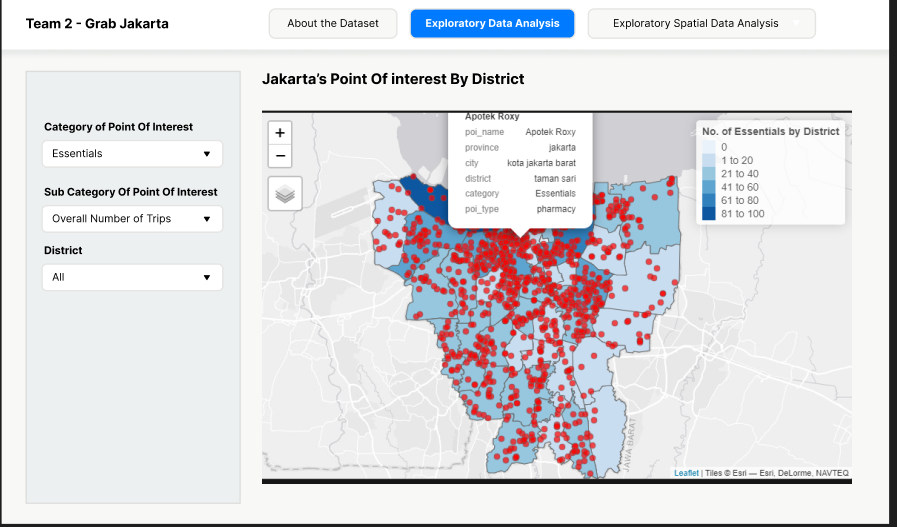 Team 2 - Grab Jakarta
About the Dataset
Exploratory Data Analysis
Exploratory Spatial Data Analysis
Jakarta's Point Of interest By District
Category of Point Of Interest
Essentials
Sub Category Of Point Of Interest
Overall Number of Trips
District
All
+
−
Apotek Roxy
poi_name Apotek Roxy
province jakarta
city kota jakarta barat
district taman sari
category Essentials
poi_type pharmacy
No. of Essentials by District
0
1 to 20
21 to 40
41 to 60
61 to 80
81 to 100
JAWA BARAT
Leaflet | Tiles © Esri — Esri, DeLorme, NAVTEQ